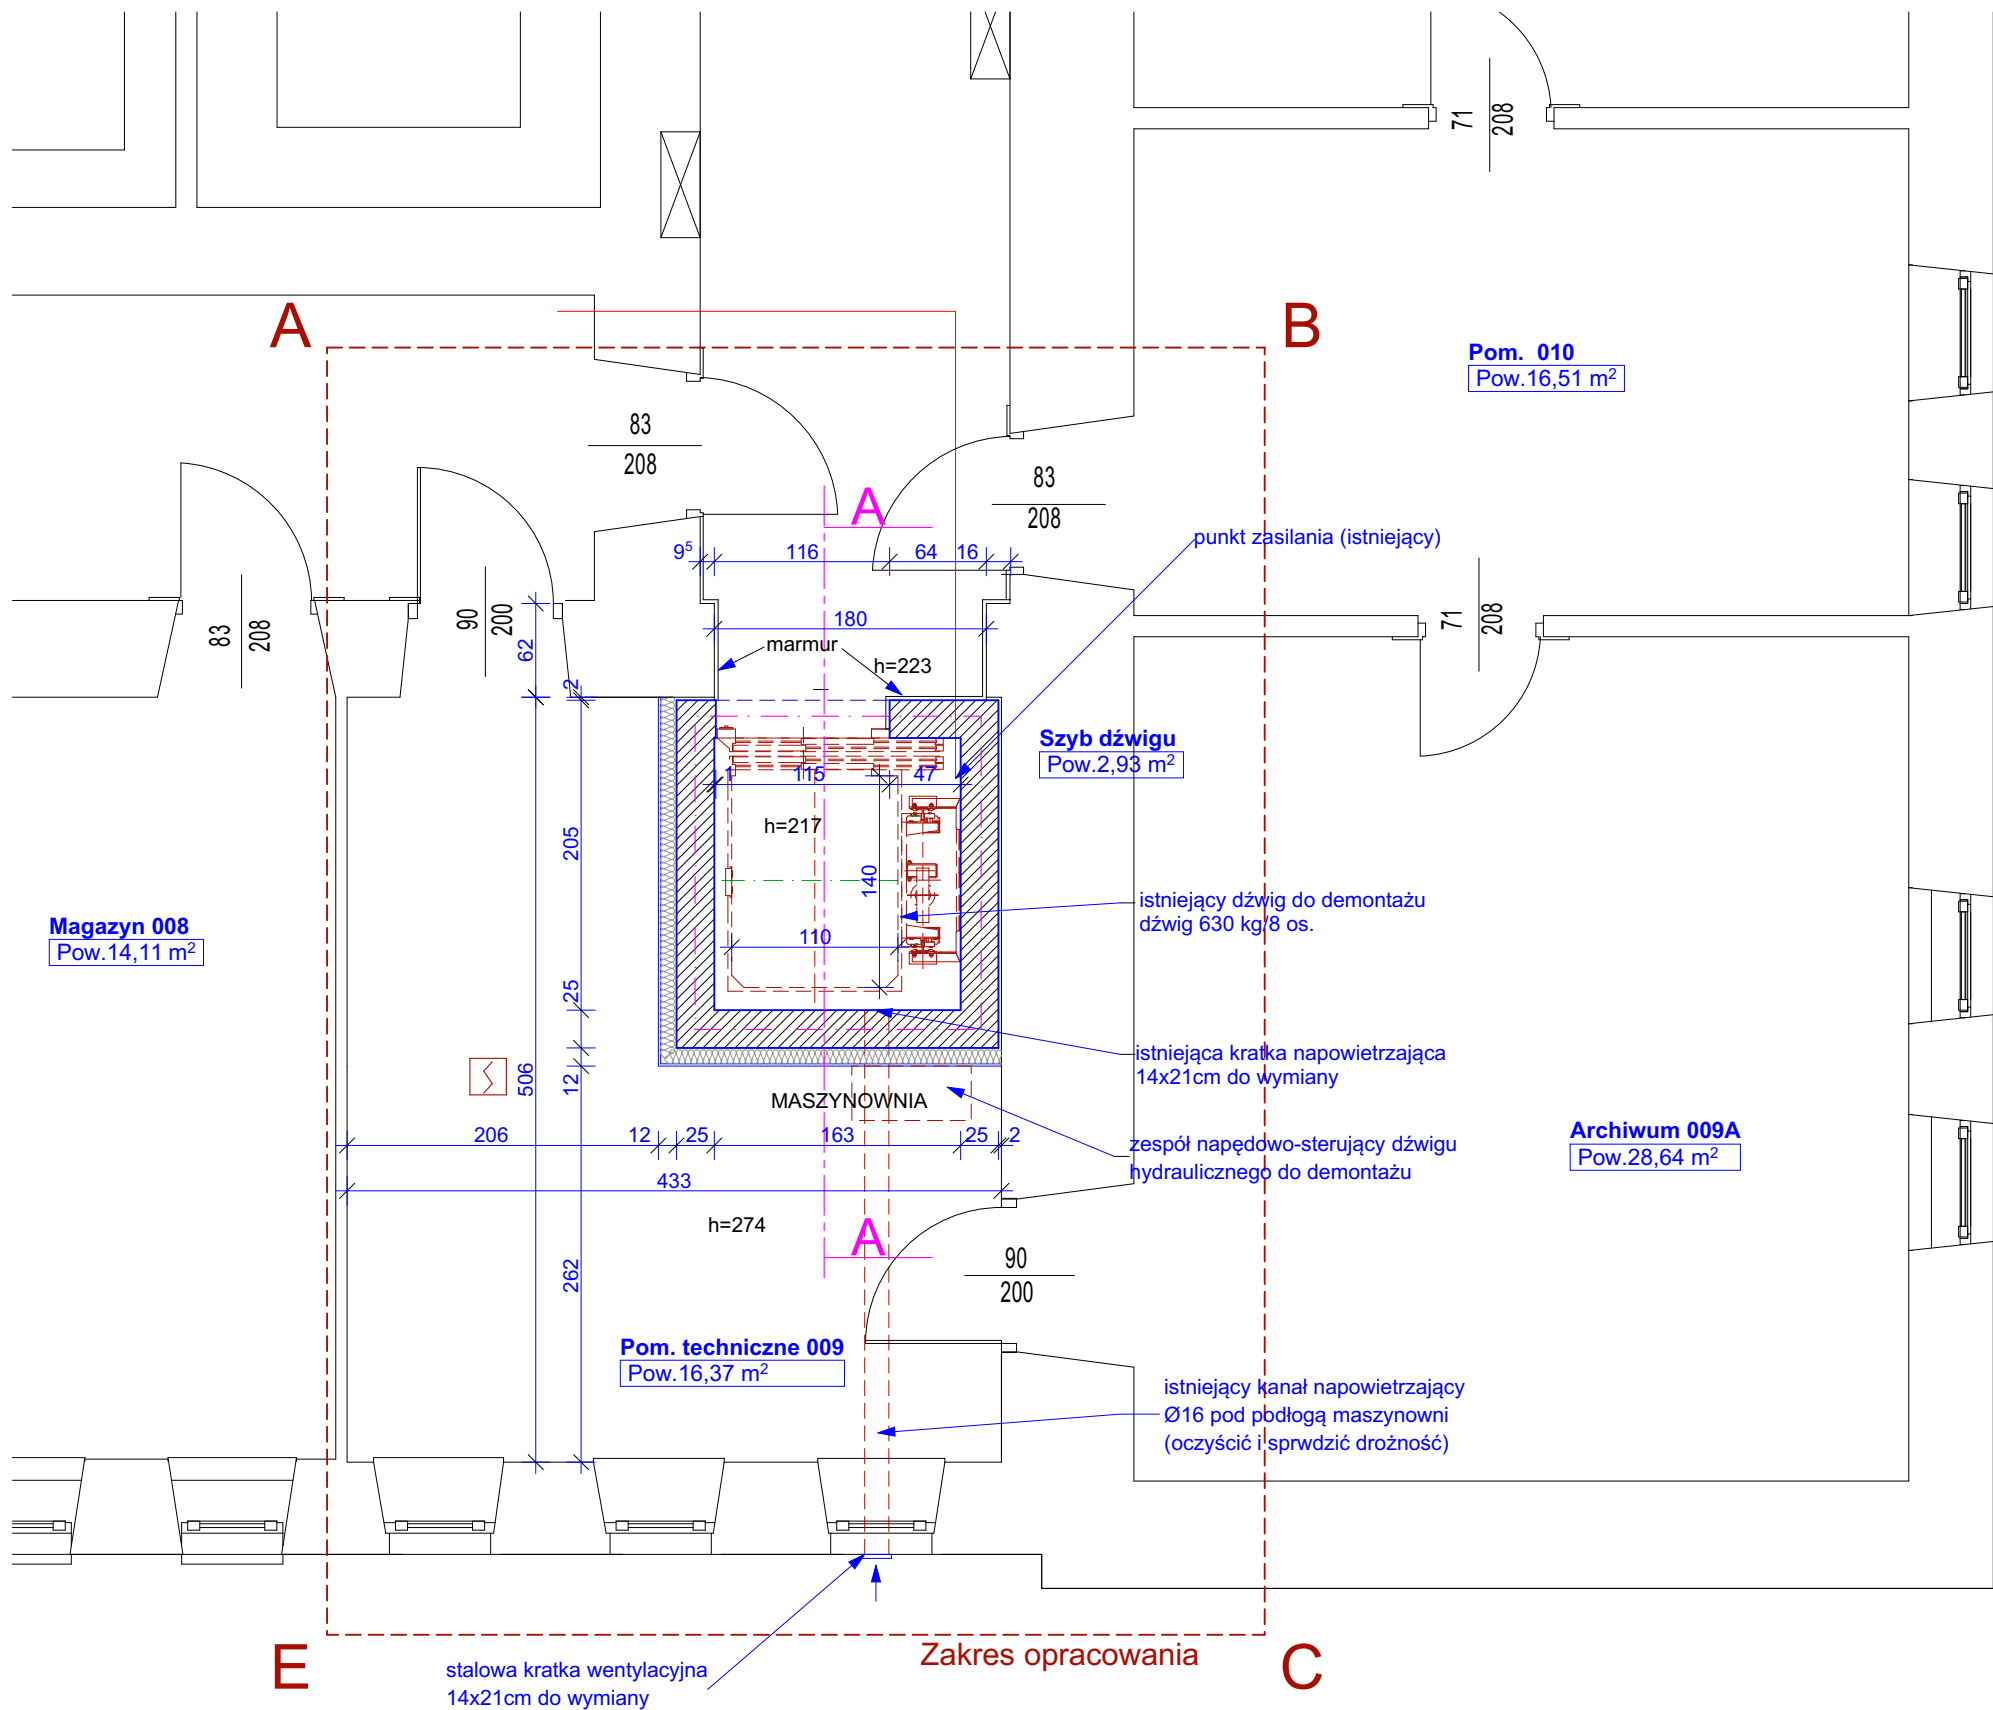 71
208
A
B
Pom. 010
Pow.16,51 m²
83
208
83
208
A
punkt zasilania (istniejący)
9⁵
116
64
16
83
208
90
200
62
180
71
208
marmur
h=223
2
Szyb dźwigu
Pow.2,93 m²
1
115
47
h=217
205
140
istniejący dźwig do demontażu
dźwig 630 kg/8 os.
Magazyn 008
Pow.14,11 m²
110
25
istniejąca kratka napowietrzająca
14x21cm do wymiany
506
12
MASZYNOWNIA
206
12
25
163
25
2
zespół napędowo-sterujący dźwigu
hydraulicznego do demontażu
Archiwum 009A
Pow.28,64 m²
433
h=274
A
262
90
200
Pom. techniczne 009
Pow.16,37 m²
istniejący kanał napowietrzający
Ø16 pod podłogą maszynowni
(oczyścić i sprwdzić drożność)
E
Zakres opracowania
C
stalowa kratka wentylacyjna
14x21cm do wymiany